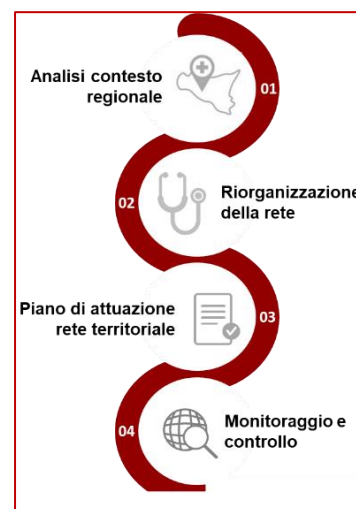 Analisi contesto
regionale
01
02
Riorganizzazione
della rete
Piano di attuazione
rete territoriale
03
04
Monitoraggio e
controllo